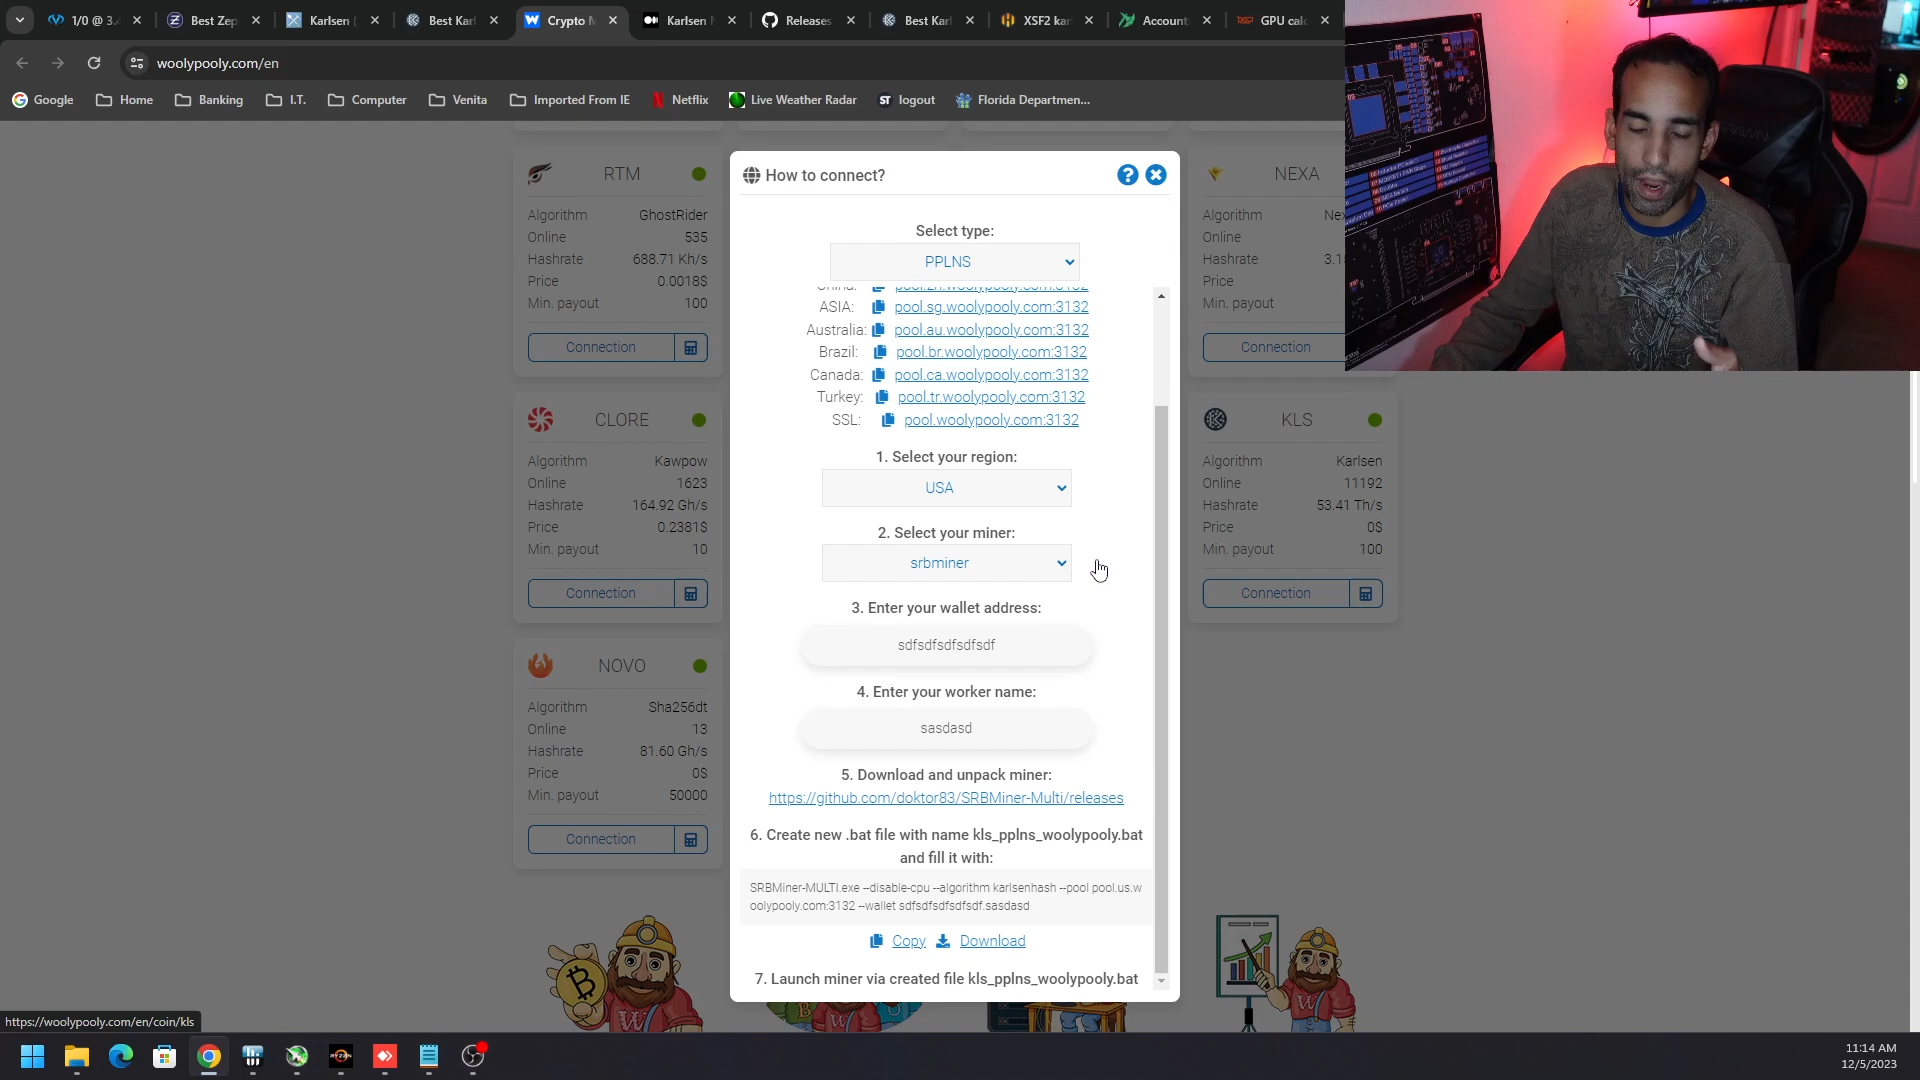 1/0 @ 3.
Best Zep
Karlsen (
Best Karl
Crypto M
Karlsen N
Releases
Best Karl
XSF2 kar
Account
GPU calc
woolypooly.com/en
Google
Home
Banking
I.T.
Computer
Venita
Imported From IE
Netflix
Live Weather Radar
ST logout
Florida Departmen...
RTM
Algorithm GhostRider
Online 535
Hashrate 688.71 Kh/s
Price 0.0018$
Min. payout 100
Connection
CLORE
Algorithm Kawpow
Online 1623
Hashrate 164.92 Gh/s
Price 0.2381$
Min. payout 10
Connection
NOVO
Algorithm Sha256dt
Online 13
Hashrate 81.60 Gh/s
Price 0$
Min. payout 50000
Connection
How to connect?
Select type:
PPLNS
China: pool.zh.woolypooly.com:3132
ASIA: pool.sg.woolypooly.com:3132
Australia: pool.au.woolypooly.com:3132
Brazil: pool.br.woolypooly.com:3132
Canada: pool.ca.woolypooly.com:3132
Turkey: pool.tr.woolypooly.com:3132
SSL: pool.woolypooly.com:3132
1. Select your region:
USA
2. Select your miner:
srbminer
3. Enter your wallet address:
sdfsdfsdfsdfsdf
4. Enter your worker name:
sasdasd
5. Download and unpack miner:
https://github.com/doktor83/SRBMiner-Multi/releases
6. Create new .bat file with name kls_pplns_woolypooly.bat
and fill it with:
SRBMiner-MULTI.exe --disable-cpu --algorithm karlsenhash --pool pool.us.w
oolypooly.com:3132 --wallet sdfsdfsdfsdfsdf.sasdasd
Copy Download
7. Launch miner via created file kls_pplns_woolypooly.bat
NEXA
Algorithm Nex
Online
Hashrate 3.1
Price
Min. payout
Connection
KLS
Algorithm Karlsen
Online 11192
Hashrate 53.41 Th/s
Price 0$
Min. payout 100
Connection
https://woolypooly.com/en/coin/kls
RYZEN
11:14 AM
12/5/2023